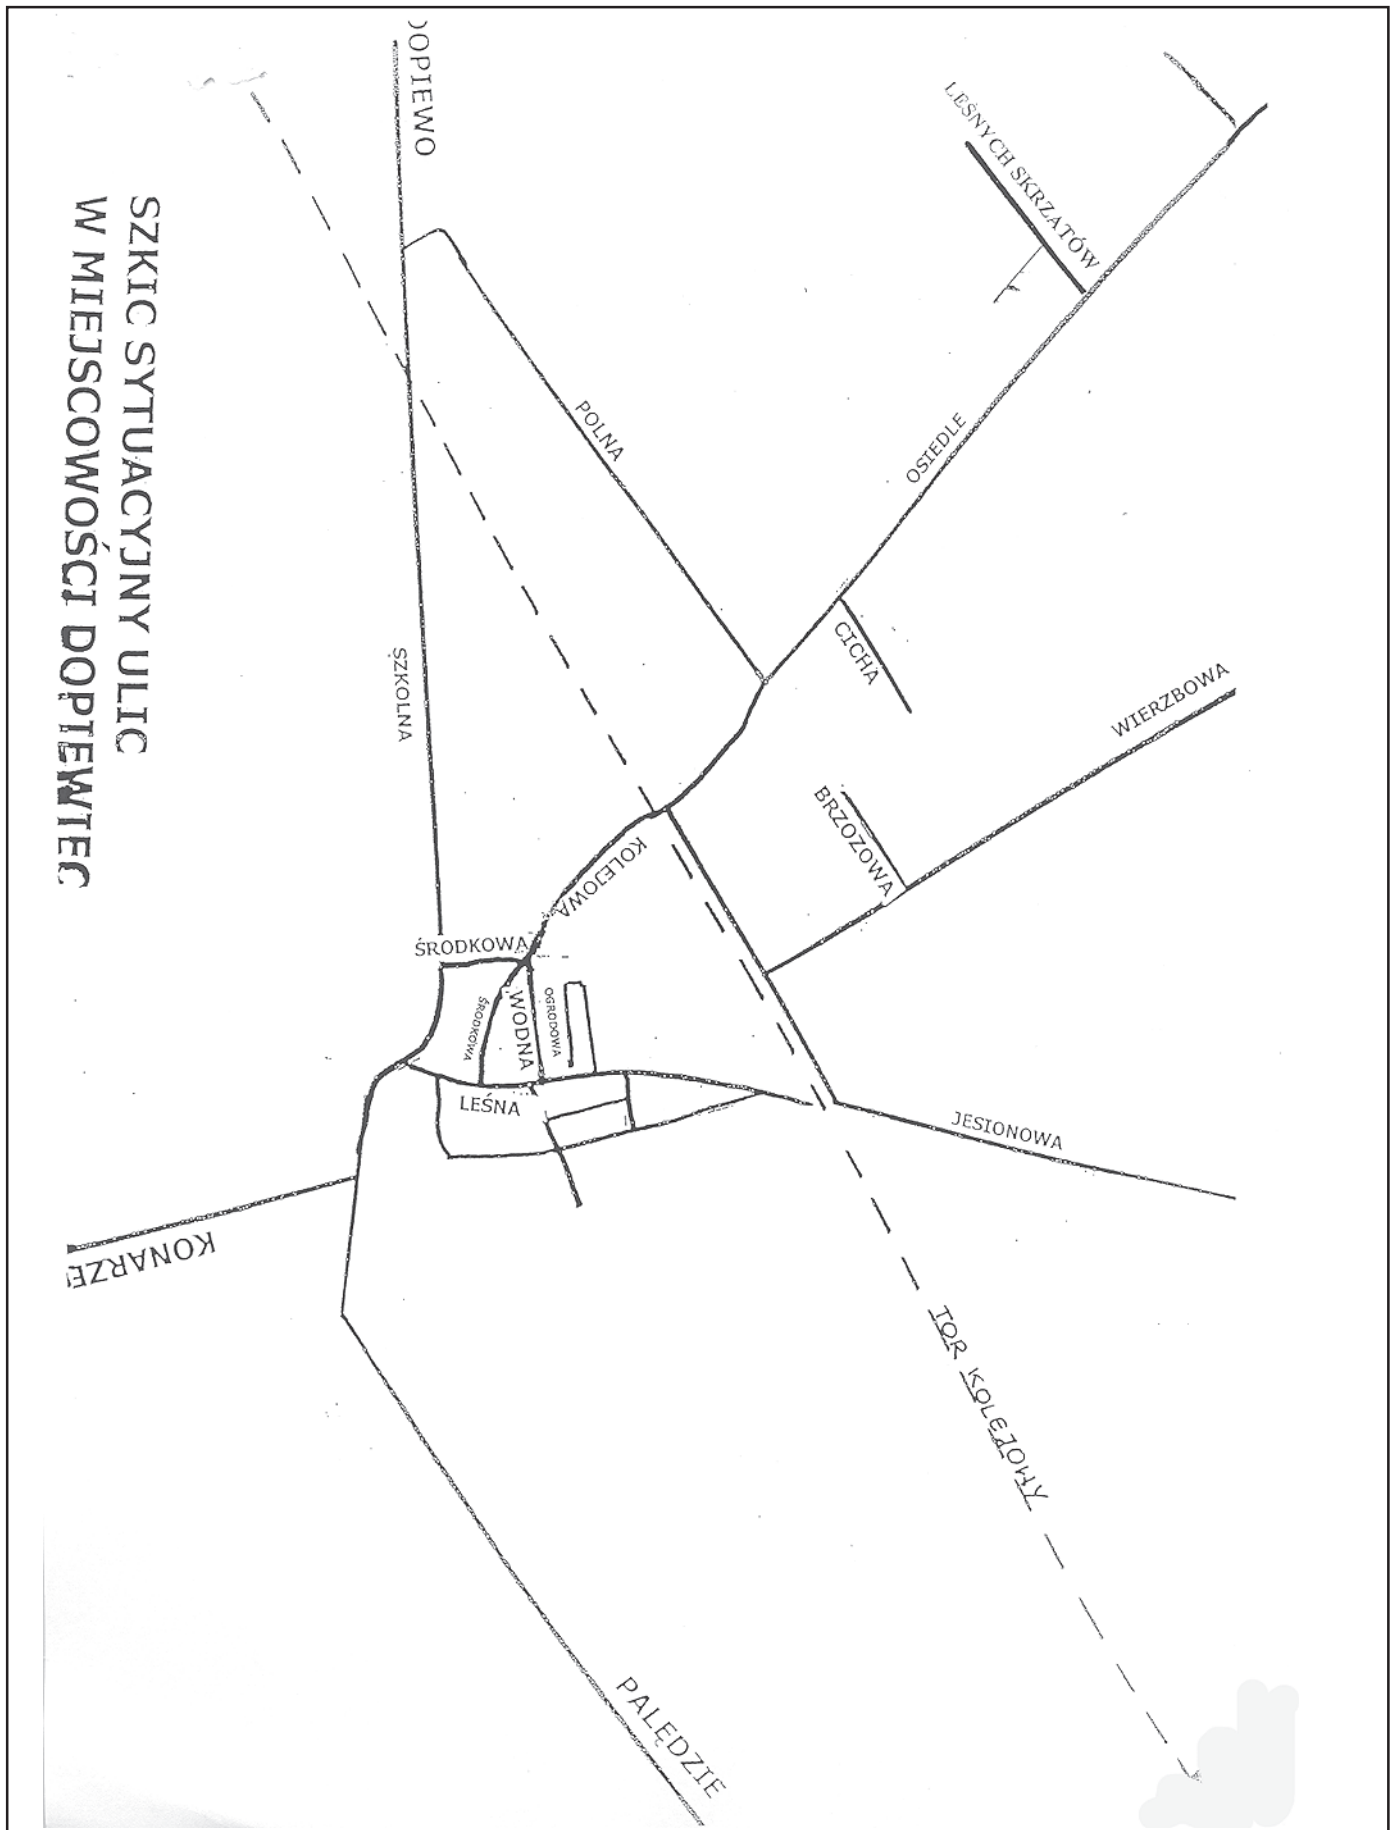 SZKIC SYTUACYJNY ULIC
W MIEJSCOWOŚCI DOPIEWIEC
DOPIEWO
LEŚNYCH SKRZATÓW
POLNA
OSIEDLE
CICHA
SZKOLNA
WIERZBOWA
BRZOZOWA
KOLEJOWA
ŚRODKOWA
ŚRODKOWA
WODNA
OGRODOWA
LEŚNA
JESIONOWA
KONARZE
TOR KOLEJOWY
PALĘDZIE